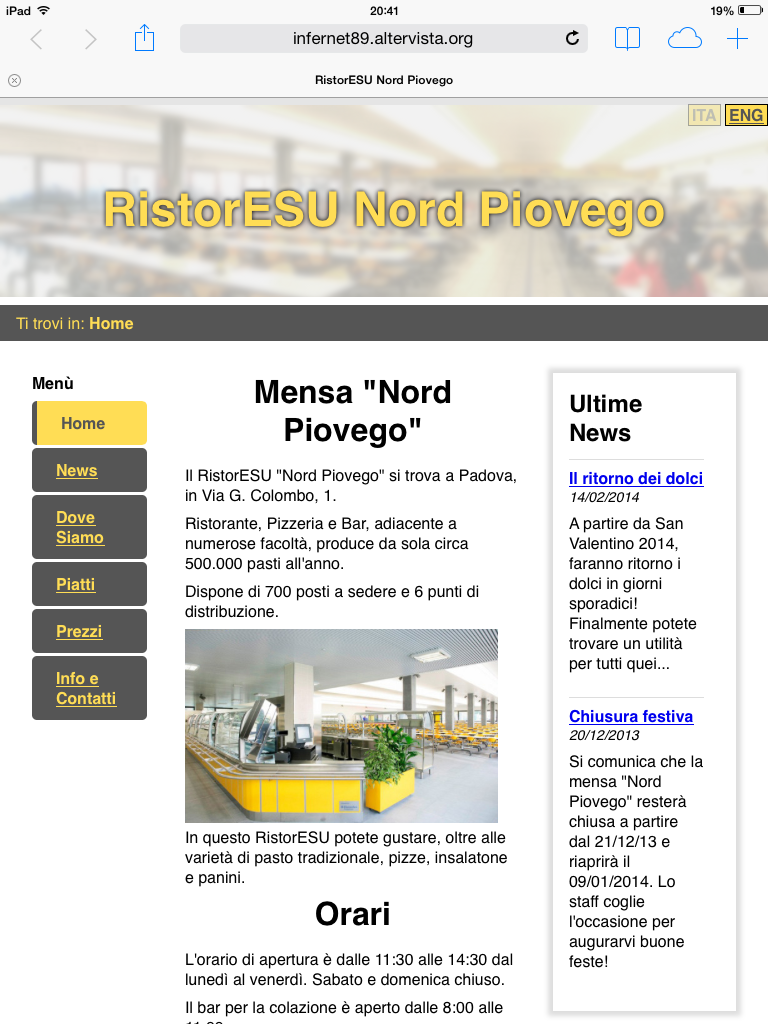 iPad 20:41 19%
infernet89.altervista.org
RistorESU Nord Piovego
ITA ENG
RistorESU Nord Piovego
Ti trovi in: Home
Menù
Home
News
Dove
Siamo
Piatti
Prezzi
Info e
Contatti
Mensa "Nord
Piovego"
Il RistorESU "Nord Piovego" si trova a Padova,
in Via G. Colombo, 1.
Ristorante, Pizzeria e Bar, adiacente a
numerose facoltà, produce da sola circa
500.000 pasti all'anno.
Dispone di 700 posti a sedere e 6 punti di
distribuzione.
In questo RistorESU potete gustare, oltre alle
varietà di pasto tradizionale, pizze, insalatone
e panini.
Orari
L'orario di apertura è dalle 11:30 alle 14:30 dal
lunedì al venerdì. Sabato e domenica chiuso.
Il bar per la colazione è aperto dalle 8:00 alle
Ultime
News
Il ritorno dei dolci
14/02/2014
A partire da San
Valentino 2014,
faranno ritorno i
dolci in giorni
sporadici!
Finalmente potete
trovare un utilità
per tutti quei...
Chiusura festiva
20/12/2013
Si comunica che la
mensa "Nord
Piovego" resterà
chiusa a partire
dal 21/12/13 e
riaprirà il
09/01/2014. Lo
staff coglie
l'occasione per
augurarvi buone
feste!